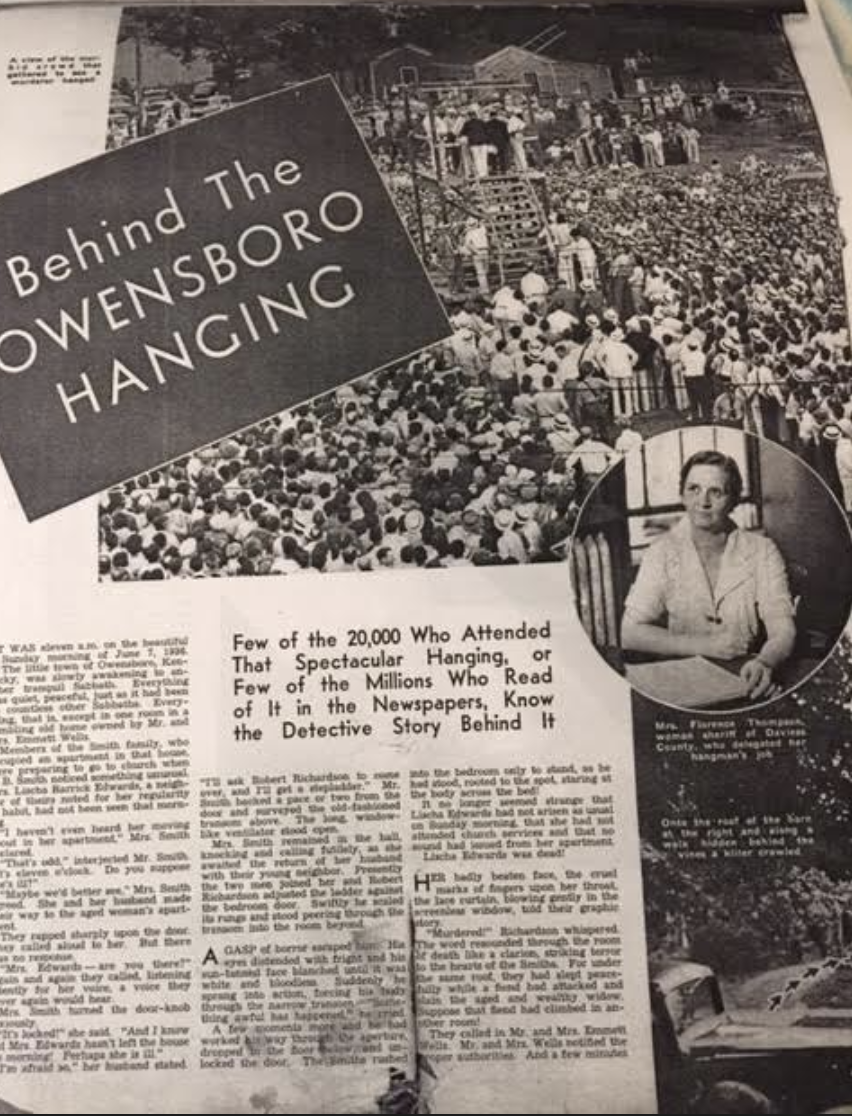 A view of the mor-
bid crowd that
gathered to see a
murderer hanged
Behind The
OWENSBORO
HANGING
Few of the 20,000 Who Attended
That Spectacular Hanging, or
Few of the Millions Who Read
of It in the Newspapers, Know
the Detective Story Behind It
Mrs. Florence Thompson,
woman sheriff of Daviess
County, who delegated her
hangman's job
Once the roof of the barn
at the right and along a
walk hidden behind the
vines a killer crawled
WAS eleven a.m. on the beautiful
Sunday morning of June 7, 1936.
The little town of Owensboro, Ken-
cky, was slowly awakening to an-
her tranquil Sabbath. Everything
quiet, peaceful, just as it had been
countless other Sabbaths. Every-
ing, that is, except in one room in a
mbling old home owned by Mr. and
s. Emmett Wells.
Members of the Smith family, who
cupied an apartment in that house,
re preparing to go to church when
B. Smith noticed something unusual.
rs. Lischa Rarrick Edwards, a neigh-
of theirs noted for her regularity
habit, had not been seen that morn-
"I haven't even heard her moving
out in her apartment," Mrs. Smith
clared.
"That's odd," interjected Mr. Smith.
t's eleven o'clock. Do you suppose
e's ill?"
"Maybe we'd better see," Mrs. Smith
reed. She and her husband made
eir way to the aged woman's apart-
ent.
They rapped sharply upon the door.
ey called aloud to her. But there
as no response.
"Mrs. Edwards—are you there?"
gain and again they called, listening
ently for her voice, a voice they
ver again would hear.
Mrs. Smith turned the door-knob
xiously.
"It's locked!" she said. "And I know
t Mrs. Edwards hasn't left the house
morning! Perhaps she is ill."
"I'm afraid so," her husband stated.
"I'll ask Robert Richardson to come
over, and I'll get a stepladder." Mr.
Smith backed a pace or two from the
door and surveyed the old-fashioned
transom above. The long, window-
like ventilator stood open.
Mrs. Smith remained in the hall,
knocking and calling futilely, as she
awaited the return of her husband
with their young neighbor. Presently
the two men joined her and Robert
Richardson adjusted the ladder against
the bedroom door. Swiftly he scaled
its rungs and stood peering through the
transom into the room beyond.
A GASP of horror escaped him. His
eyes distended with fright and his
sun-tanned face blanched until it was
white and bloodless. Suddenly he
sprang into action, forcing his body
through the narrow transom.
thing awful has happened," he cried.
A few moments more and he had
worked his way through the aperture,
dropped to the floor below and un-
locked the door. The Smiths rushed
into the bedroom only to stand, as he
had stood, rooted to the spot, staring at
the body across the bed!
It no longer seemed strange that
Lischa Edwards had not arisen as usual
on Sunday morning, that she had not
attended church services and that no
sound had issued from her apartment.
Lischa Edwards was dead!
HER badly beaten face, the cruel
marks of fingers upon her throat,
the lace curtain, blowing gently in the
screenless window, told their graphic
story.
"Murdered!" Richardson whispered.
The word resounded through the room
of death like a clarion, striking terror
to the hearts of the Smiths. For under
the same roof, they had slept peace-
fully while a fiend had attacked and
slain the aged and wealthy widow.
Suppose that fiend had climbed in an-
other room!
They called in Mr. and Mrs. Emmett
Wells. Mr. and Mrs. Wells notified the
proper authorities. And a few minutes